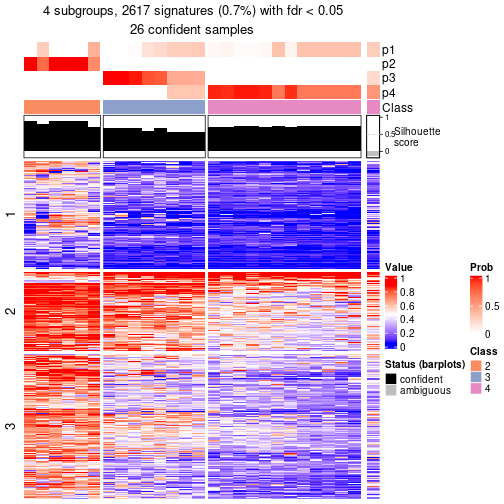 4 subgroups, 2617 signatures (0.7%) with fdr < 0.05
26 confident samples
p1
p2
p3
p4
Class
1
0.5
0
Silhouette
score
1
2
3
Value
1
0.8
0.6
0.4
0.2
0
Status (barplots)
confident
ambiguous
Prob
1
0.5
0
Class
2
3
4